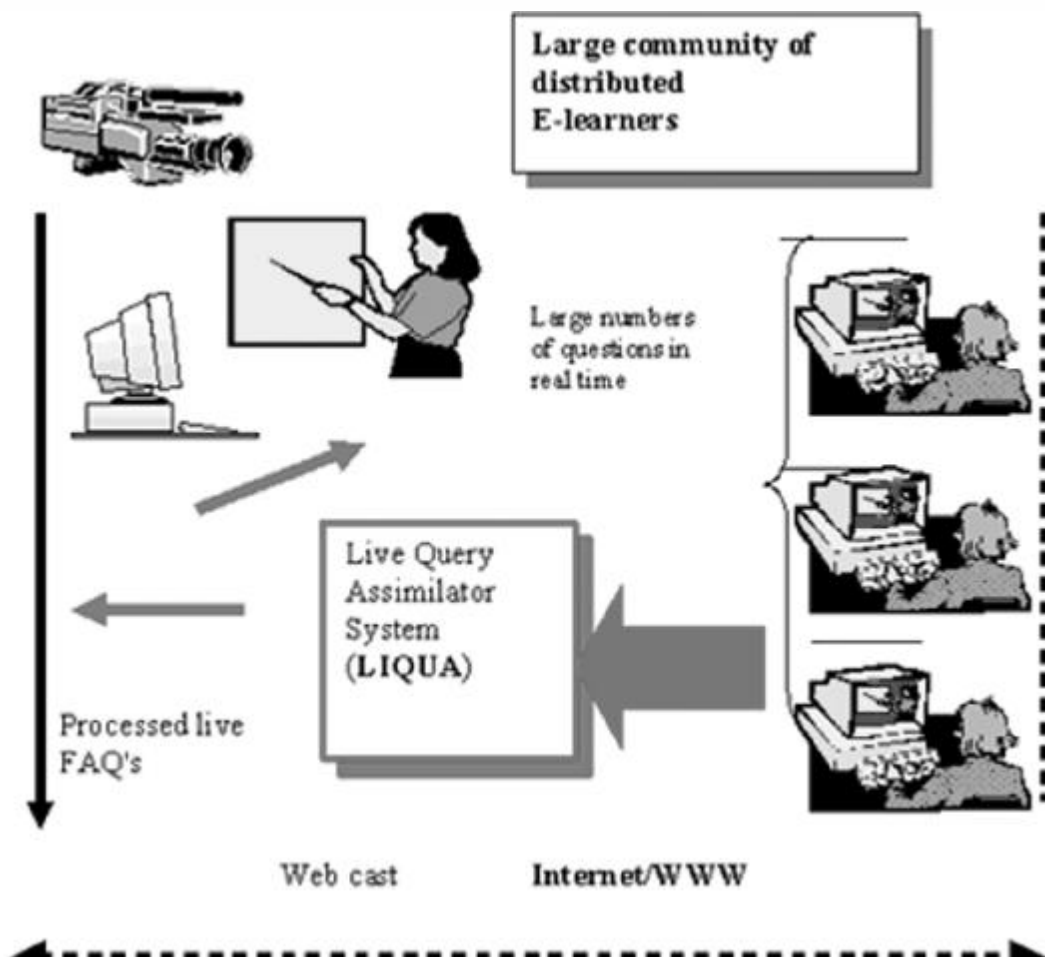 Large community of
distributed
E-learners
Large numbers
of questions in
real time
Live Query
Assimilator
System
(LIQUA)
Processed live
FAQ's
Web cast
Internet/WWW